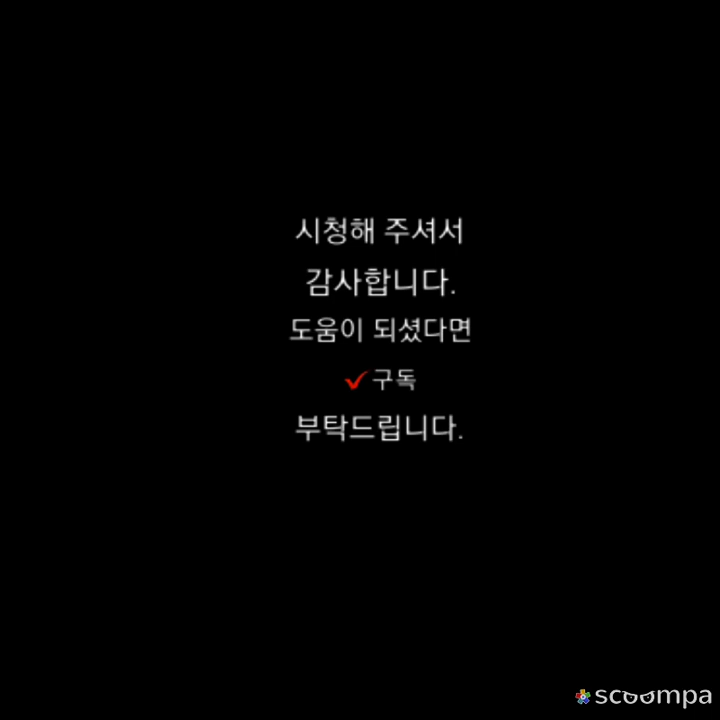 시청해 주셔서
감사합니다.
도움이 되셨다면
✓구독
부탁드립니다.
scoompa